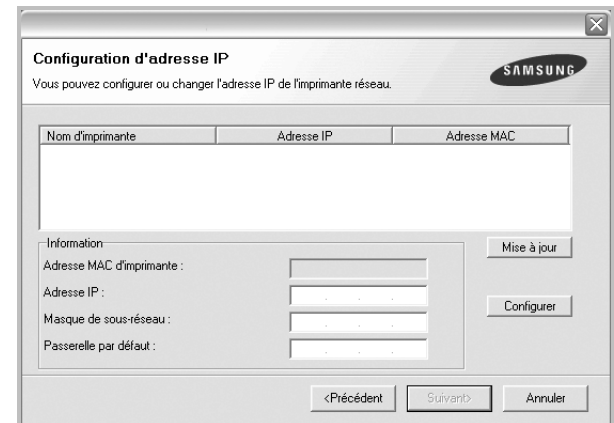 Configuration d'adresse IP
Vous pouvez configurer ou changer l'adresse IP de l'imprimante réseau.
SAMSUNG
Nom d'imprimante Adresse IP Adresse MAC
Information
Mise à jour
Adresse MAC d'imprimante :
Adresse IP :
Configurer
Masque de sous-réseau :
Passerelle par défaut :
<Précédent Suivant> Annuler